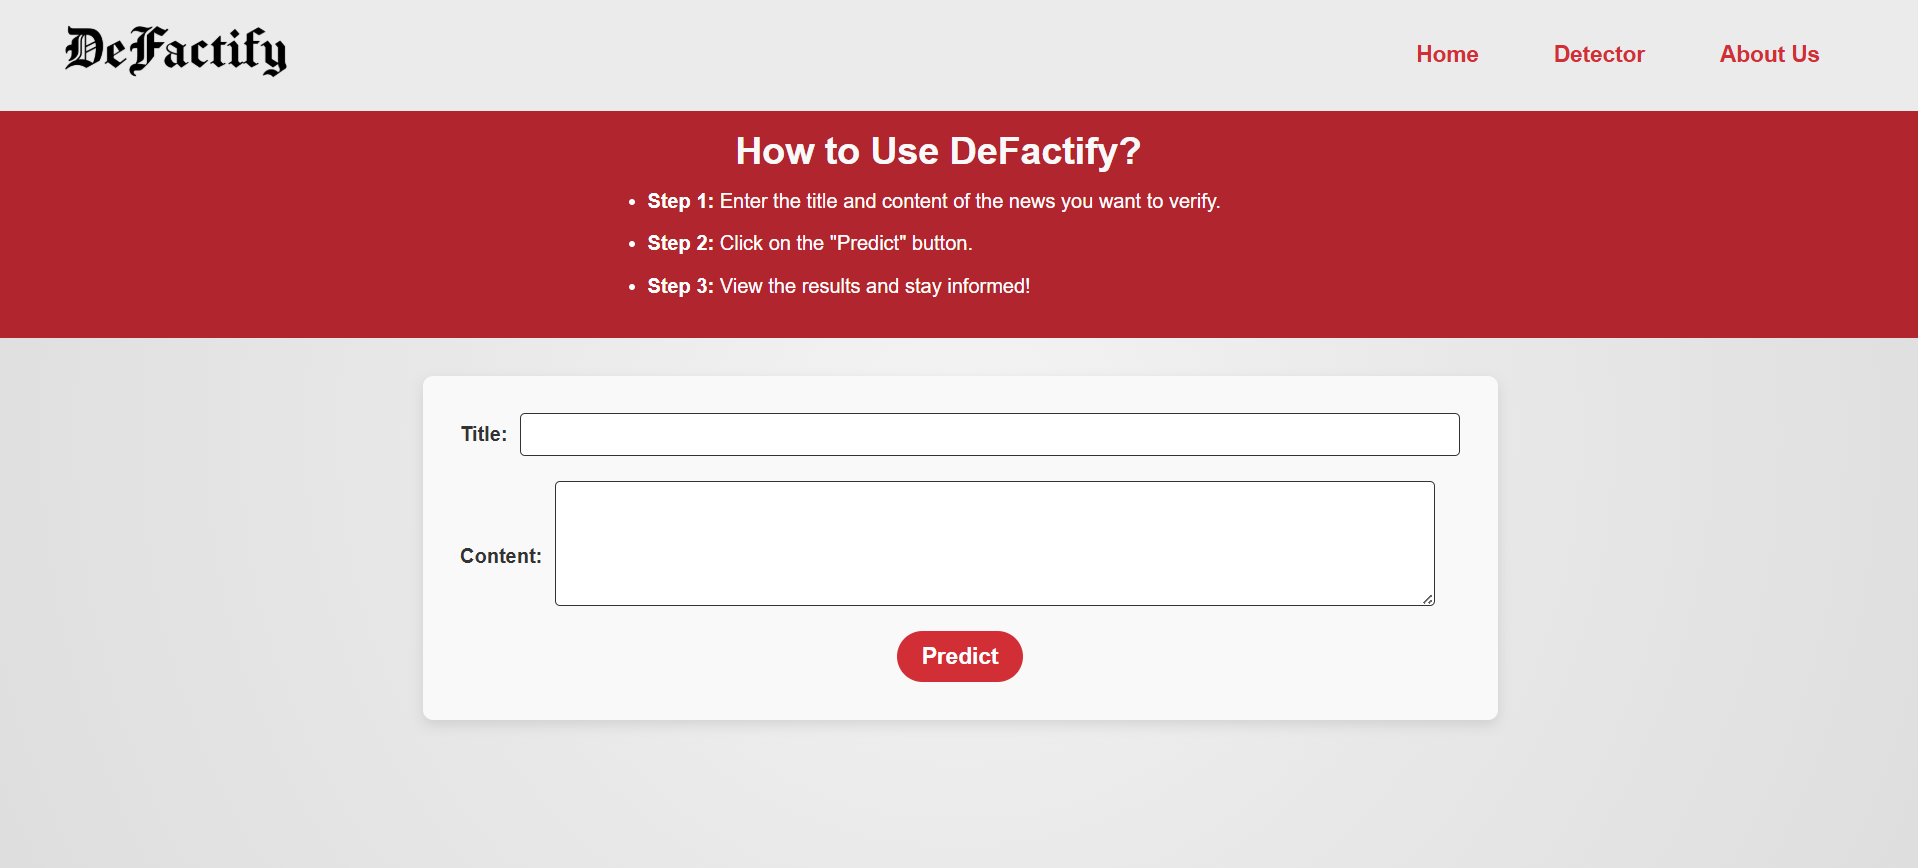 DeFactify
Home
Detector
About Us
How to Use DeFactify?
• Step 1: Enter the title and content of the news you want to verify.
• Step 2: Click on the "Predict" button.
• Step 3: View the results and stay informed!
Title:
Content:
Predict